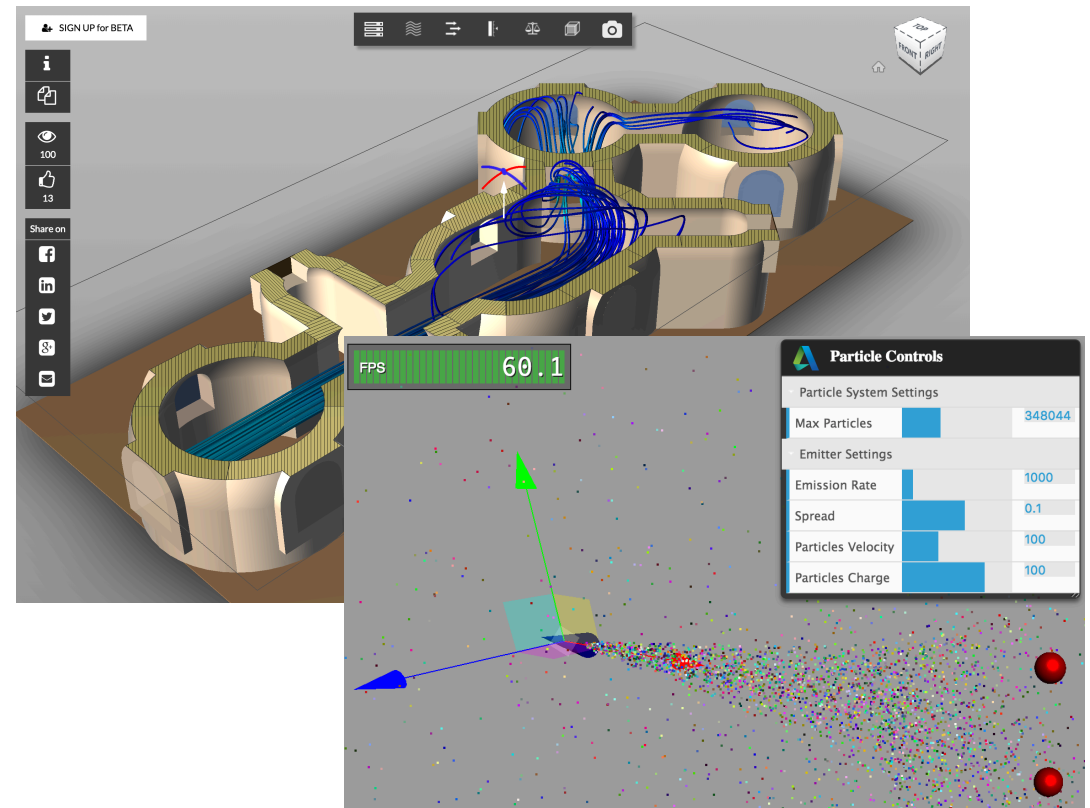 SIGN UP for BETA
100
13
Share on
TOP
FRONT
RIGHT
FPS
60.1
Particle Controls
Particle System Settings
Max Particles
348044
Emitter Settings
Emission Rate
1000
Spread
0.1
Particles Velocity
100
Particles Charge
100